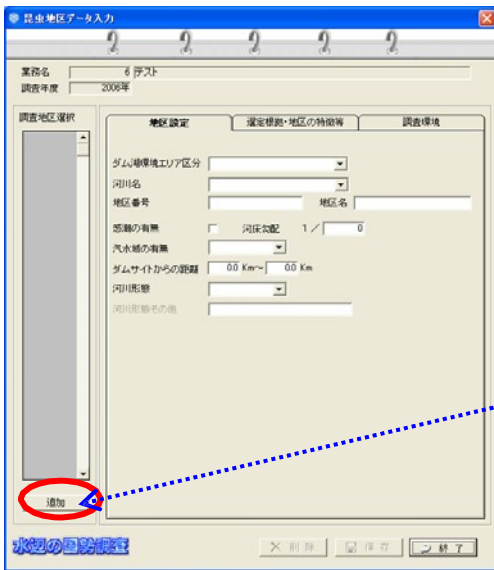 昆虫地区データ入力
業務名 6 テスト
調査年度 2006年
調査地区選択
地区設定 選定根拠・地区の特徴等 調査環境
ダム湖環境エリア区分
河川名
地区番号 地区名
感潮の有無 河床勾配 1／ 0
汽水域の有無
ダムサイトからの距離 0.0 Km～ 0.0 Km
河川形態
河川形態その他
追加
水辺の国勢調査
削除 保存 終了